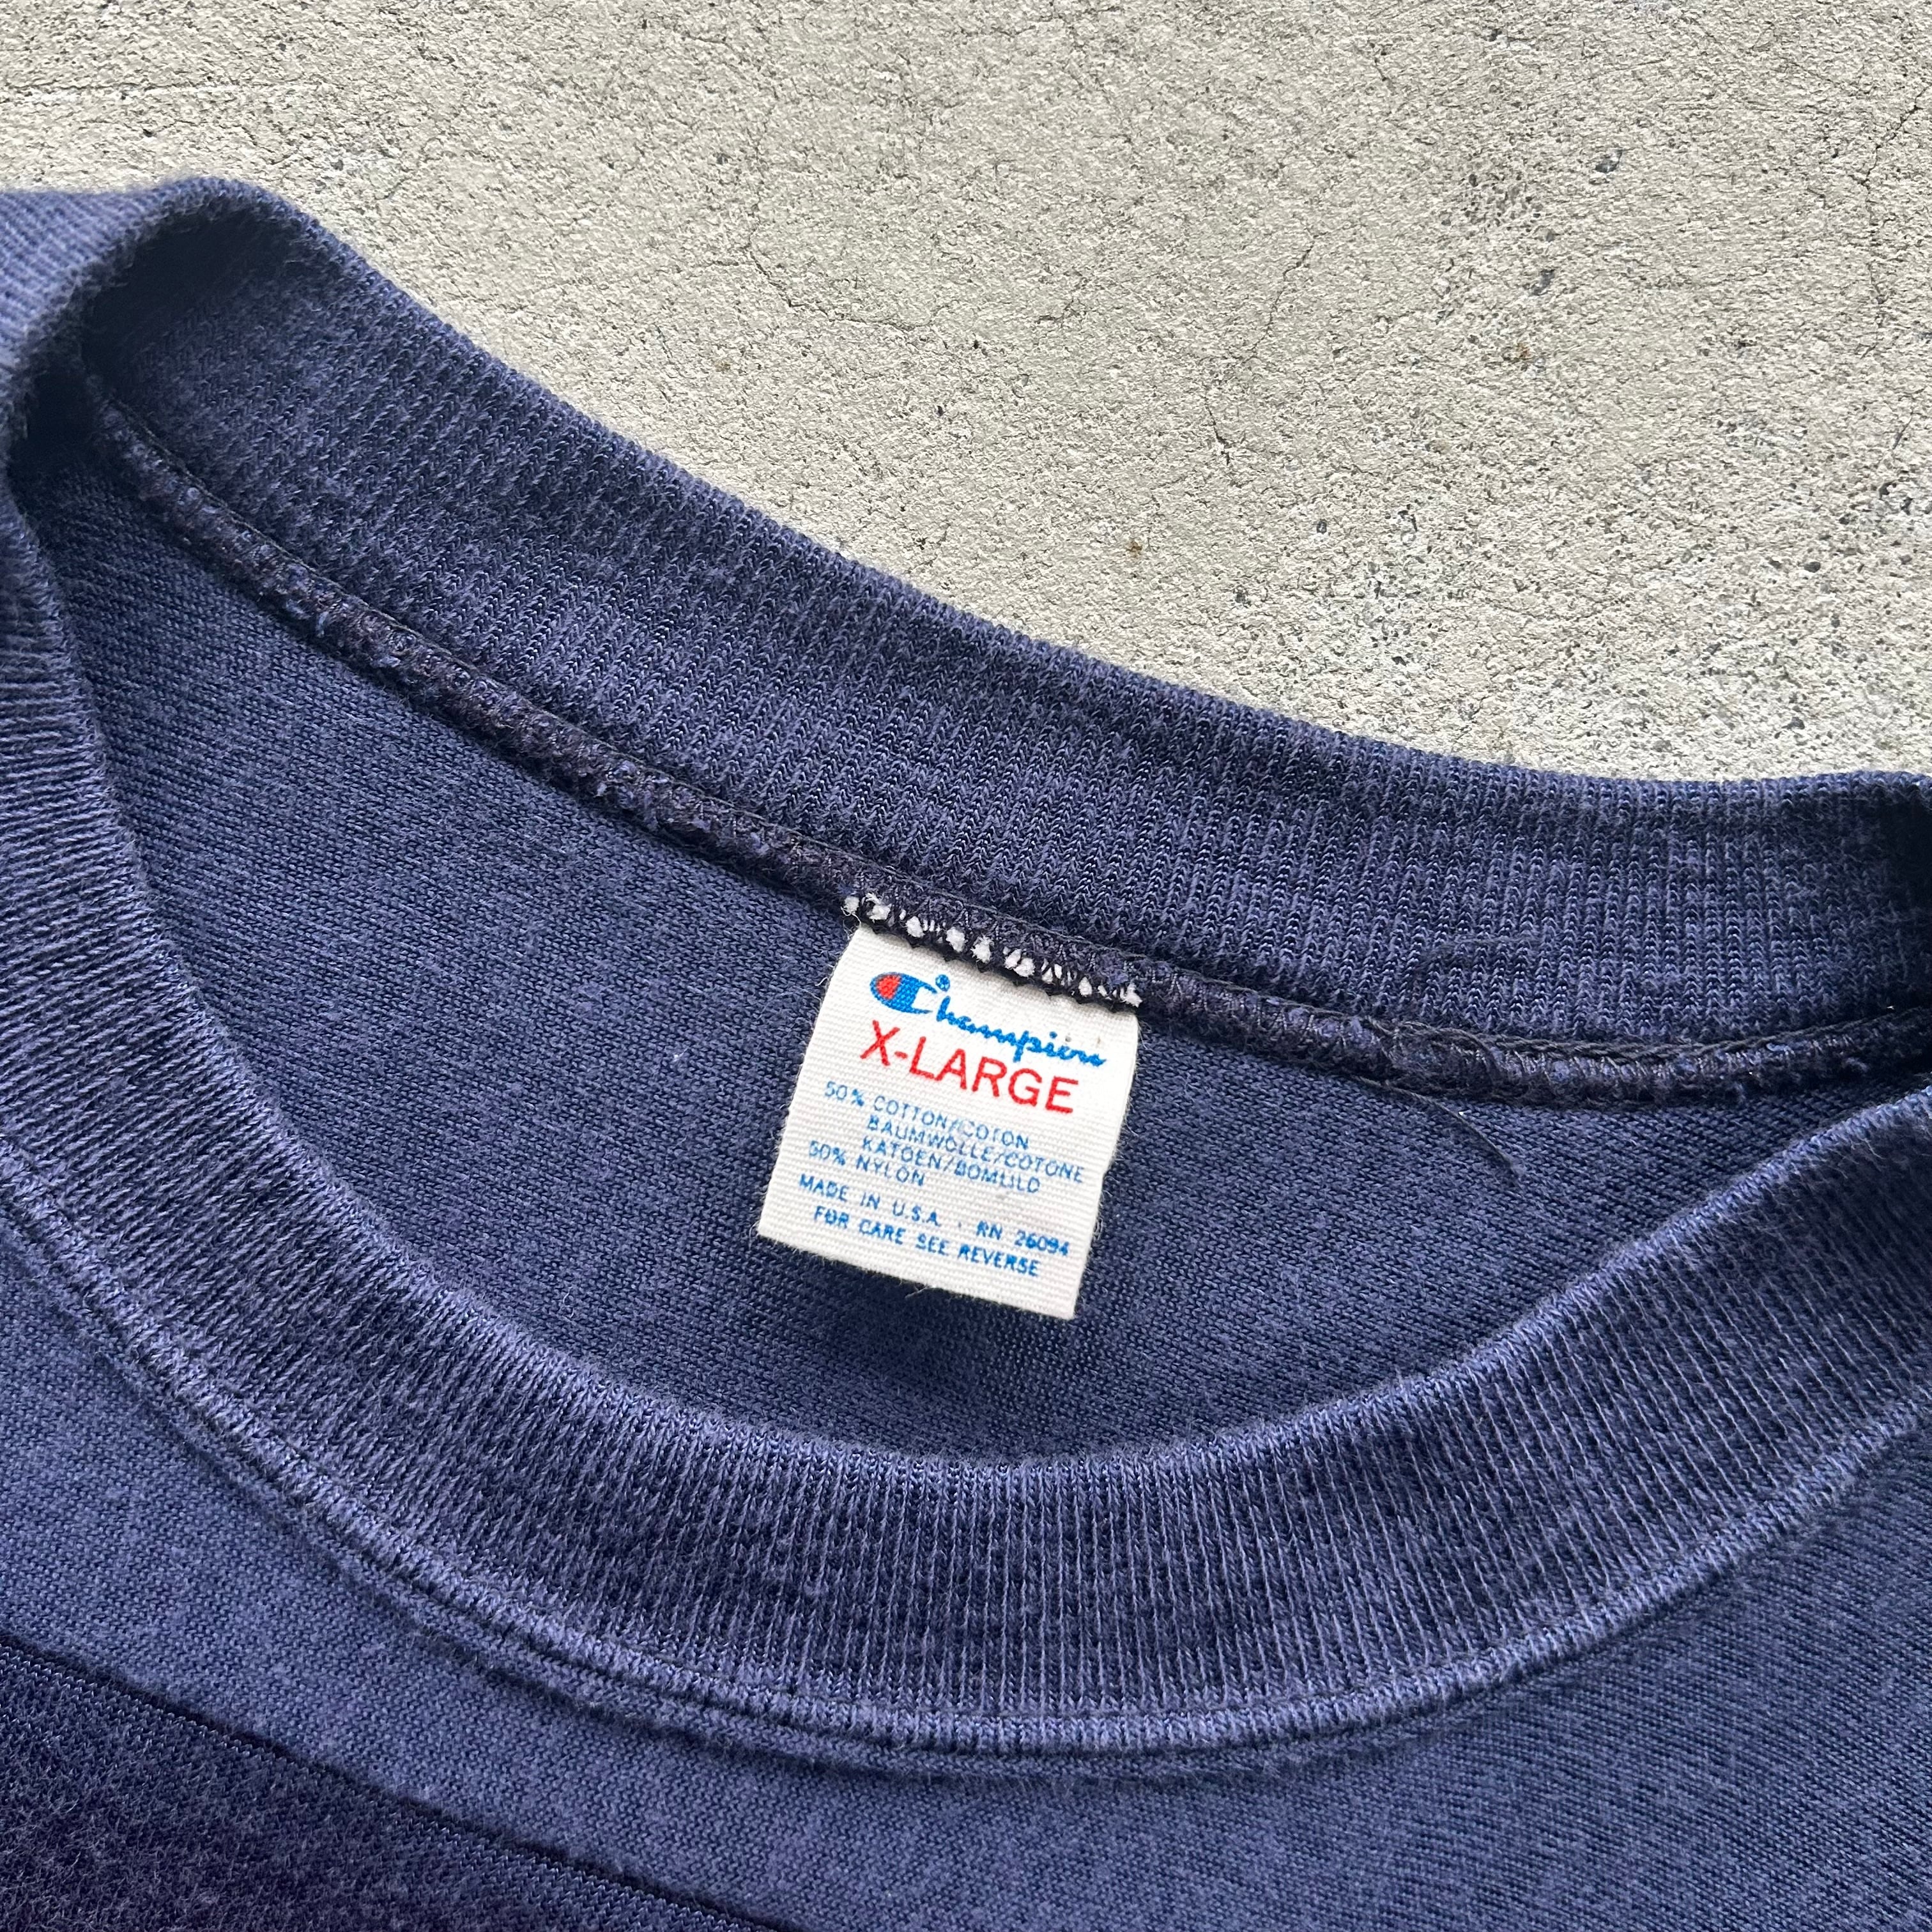 Champion
X-LARGE
50% COTTON/COTON
BAUMWOLLE/COTONE
KATOEN/BOMULD
50% NYLON
MADE IN U.S.A. · RN 26094
FOR CARE SEE REVERSE